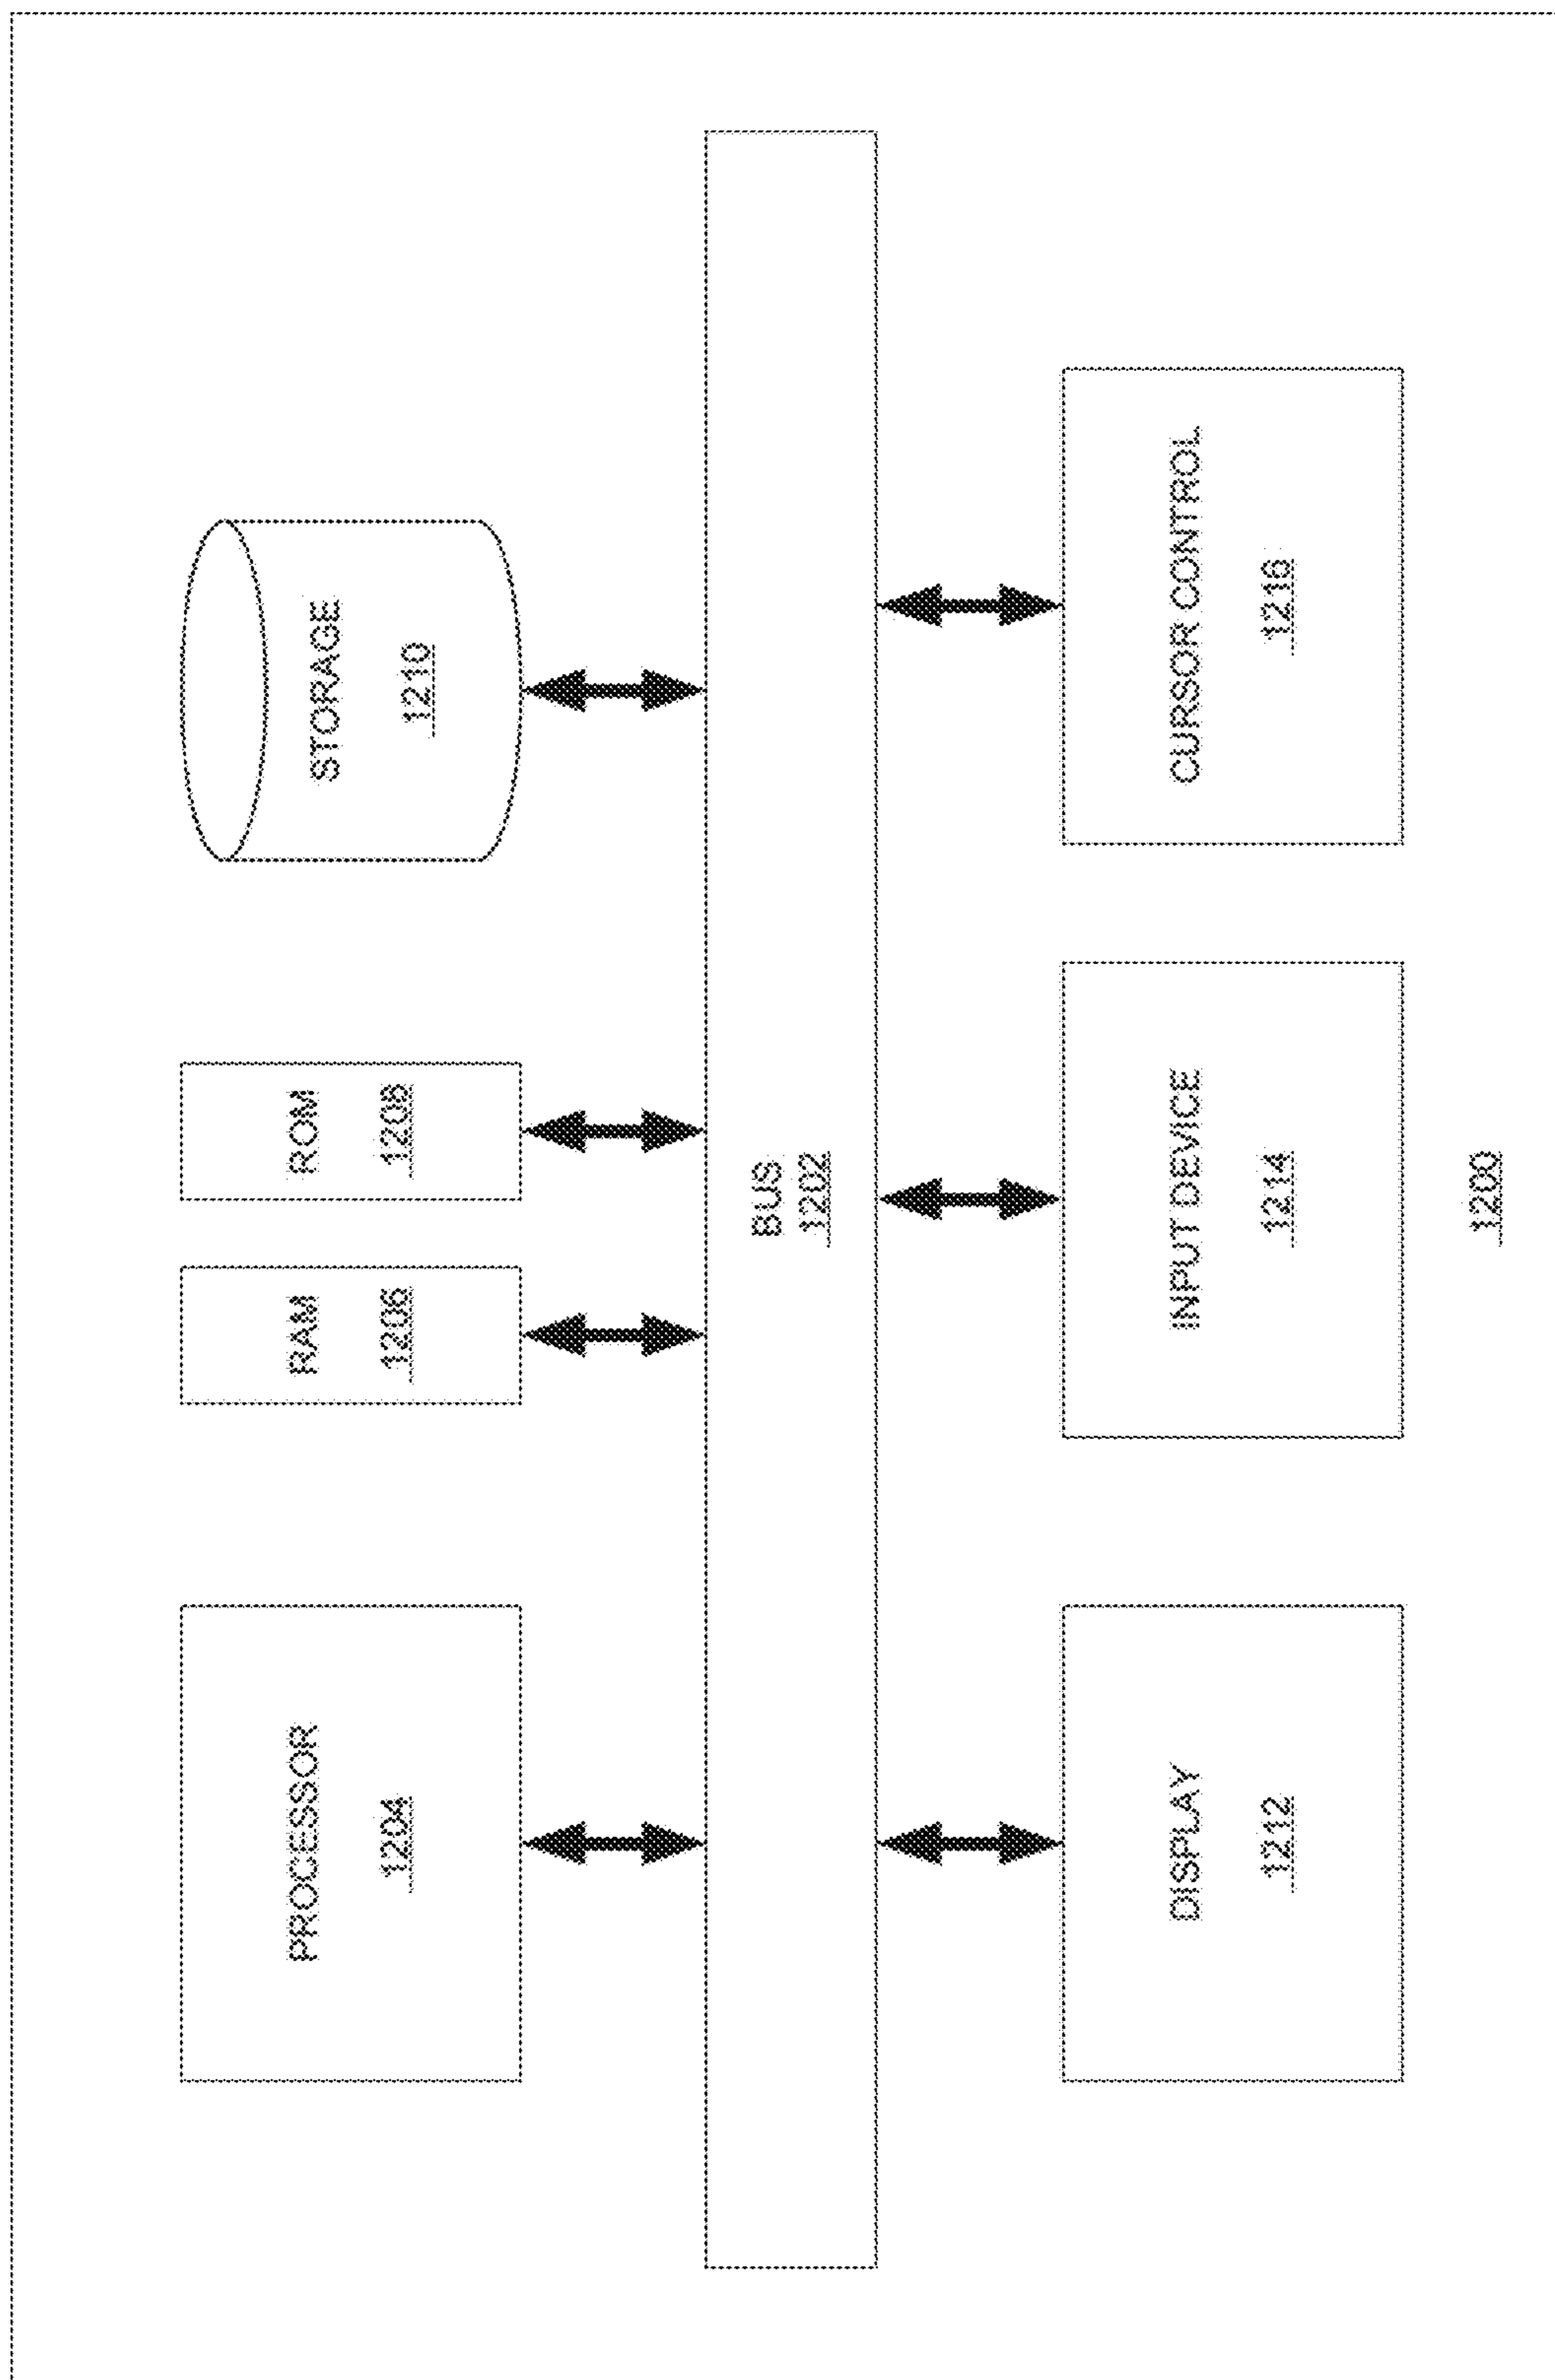 PROCESSOR
1204
RAM
1206
ROM
1208
STORAGE
1210
BUS
1202
DISPLAY
1212
INPUT DEVICE
1214
CURSOR CONTROL
1216
1200